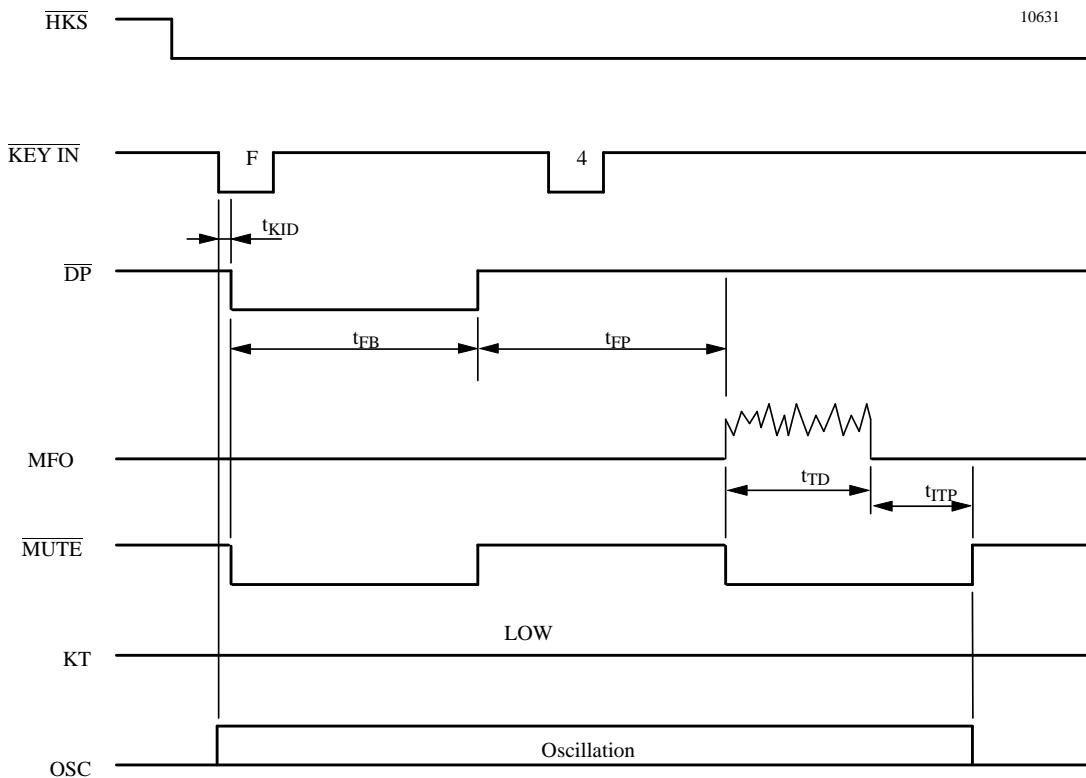 HKS
10631
KEY IN
F
4
tKID
DP
tFB
tFP
MFO
tTD
tITP
MUTE
LOW
KT
Oscillation
OSC